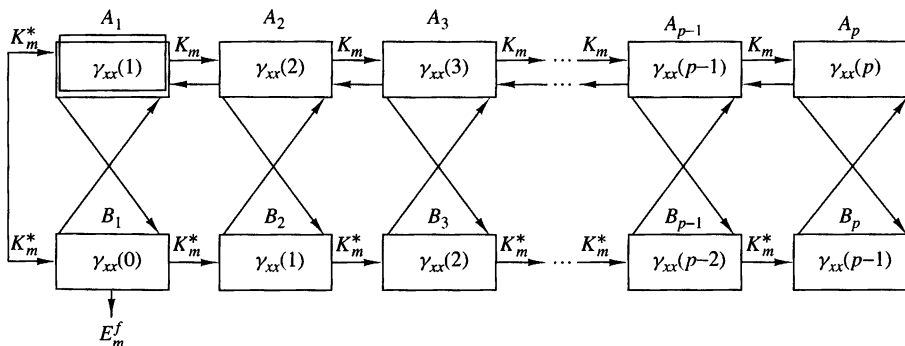 A₁ A₂ A₃ Aₚ₋₁ Aₚ
K*ₘ Kₘ Kₘ Kₘ Kₘ Kₘ
γₓₓ(1) γₓₓ(2) γₓₓ(3) ··· γₓₓ(p−1) γₓₓ(p)
···
B₁ B₂ B₃ Bₚ₋₁ Bₚ
K*ₘ K*ₘ K*ₘ K*ₘ K*ₘ K*ₘ
γₓₓ(0) γₓₓ(1) γₓₓ(2) ··· γₓₓ(p−2) γₓₓ(p−1)
Eᶠₘ